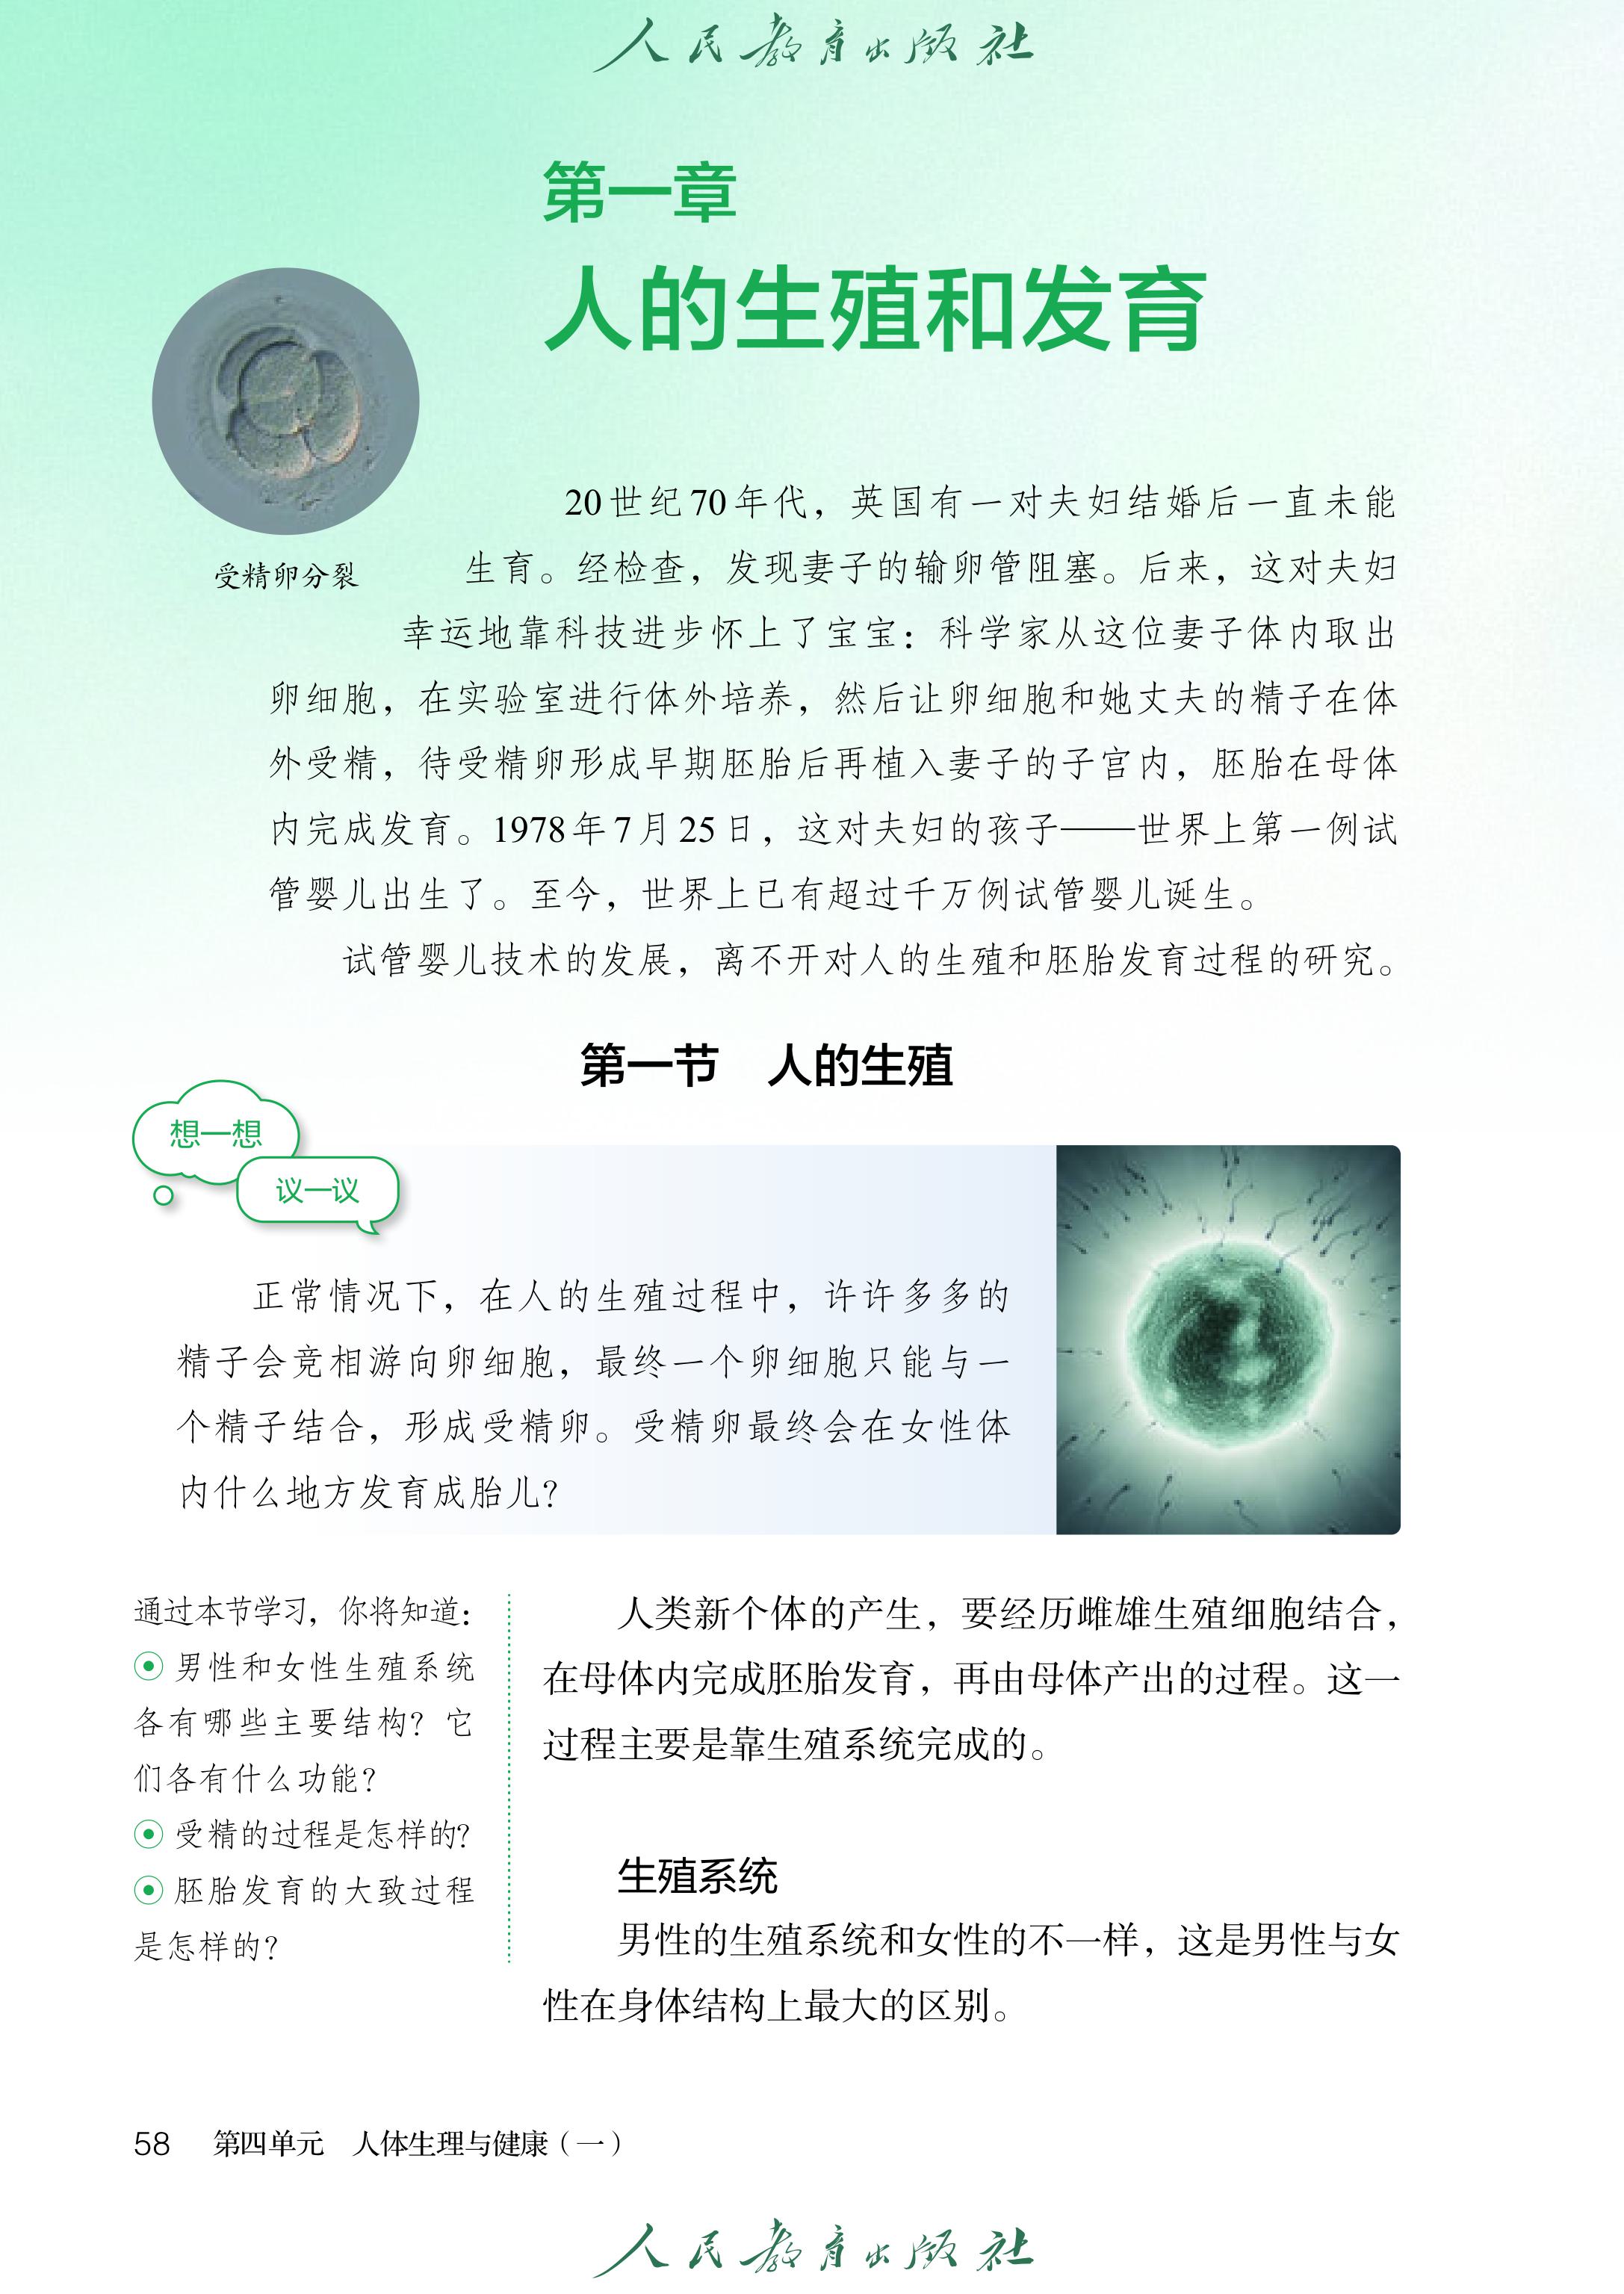 人民教育出版社
第一章
人的生殖和发育
受精卵分裂
20世纪70年代，英国有一对夫妇结婚后一直未能
生育。经检查，发现妻子的输卵管阻塞。后来，这对夫妇
幸运地靠科技进步怀上了宝宝：科学家从这位妻子体内取出
卵细胞，在实验室进行体外培养，然后让卵细胞和她丈夫的精子在体
外受精，待受精卵形成早期胚胎后再植入妻子的子宫内，胚胎在母体
内完成发育。1978年7月25日，这对夫妇的孩子——世界上第一例试
管婴儿出生了。至今，世界上已有超过千万例试管婴儿诞生。
试管婴儿技术的发展，离不开对人的生殖和胚胎发育过程的研究。
第一节　人的生殖
想一想
议一议
正常情况下，在人的生殖过程中，许许多多的
精子会竞相游向卵细胞，最终一个卵细胞只能与一
个精子结合，形成受精卵。受精卵最终会在女性体
内什么地方发育成胎儿？
通过本节学习，你将知道：
⊙ 男性和女性生殖系统
各有哪些主要结构？它
们各有什么功能？
⊙ 受精的过程是怎样的？
⊙ 胚胎发育的大致过程
是怎样的？
人类新个体的产生，要经历雌雄生殖细胞结合，
在母体内完成胚胎发育，再由母体产出的过程。这一
过程主要是靠生殖系统完成的。
生殖系统
男性的生殖系统和女性的不一样，这是男性与女
性在身体结构上最大的区别。
58　第四单元　人体生理与健康（一）
人民教育出版社